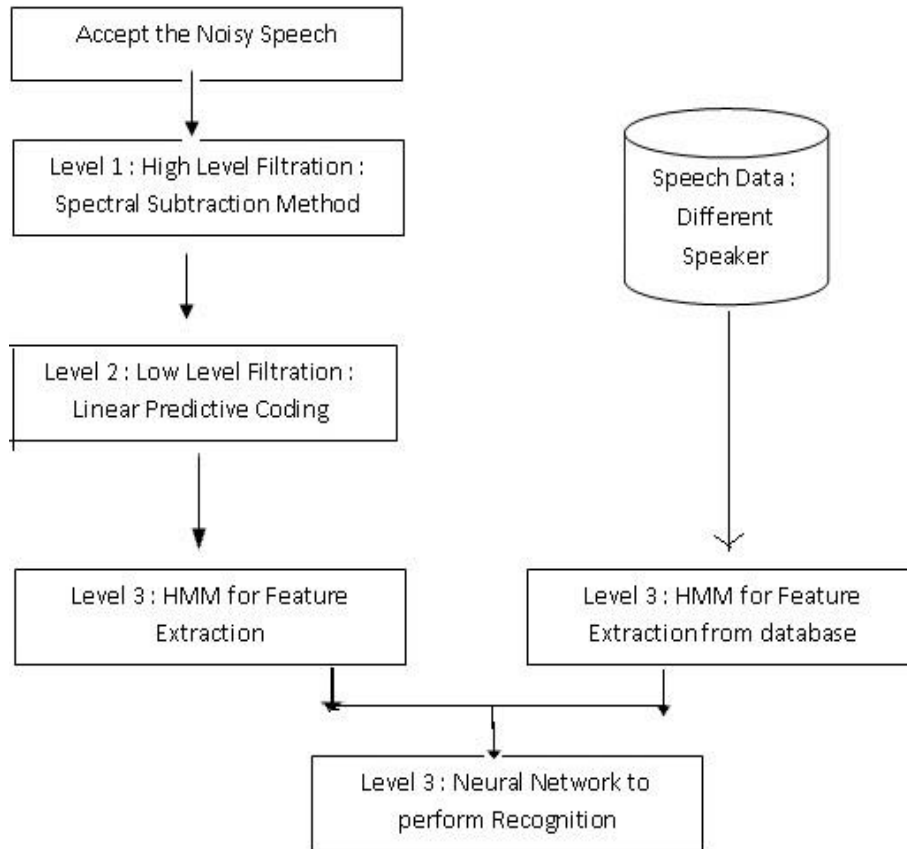 Accept the Noisy Speech
Level 1 : High Level Filtration :
Spectral Subtraction Method
Speech Data :
Different
Speaker
Level 2 : Low Level Filtration :
Linear Predictive Coding
Level 3 : HMM for Feature
Extraction
Level 3 : HMM for Feature
Extraction from database
Level 3 : Neural Network to
perform Recognition